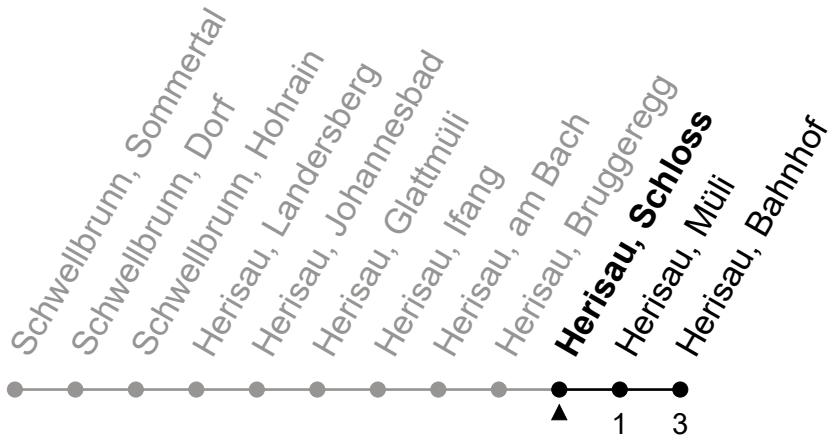 Schwellbrunn, Sommertal
Schwellbrunn, Dorf
Schwellbrunn, Hohrain
Herisau, Landersberg
Herisau, Johannesbad
Herisau, Glattmüli
Herisau, Ifang
Herisau, am Bach
Herisau, Bruggeregg
Herisau, Schloss
Herisau, Müli
Herisau, Bahnhof
1 3